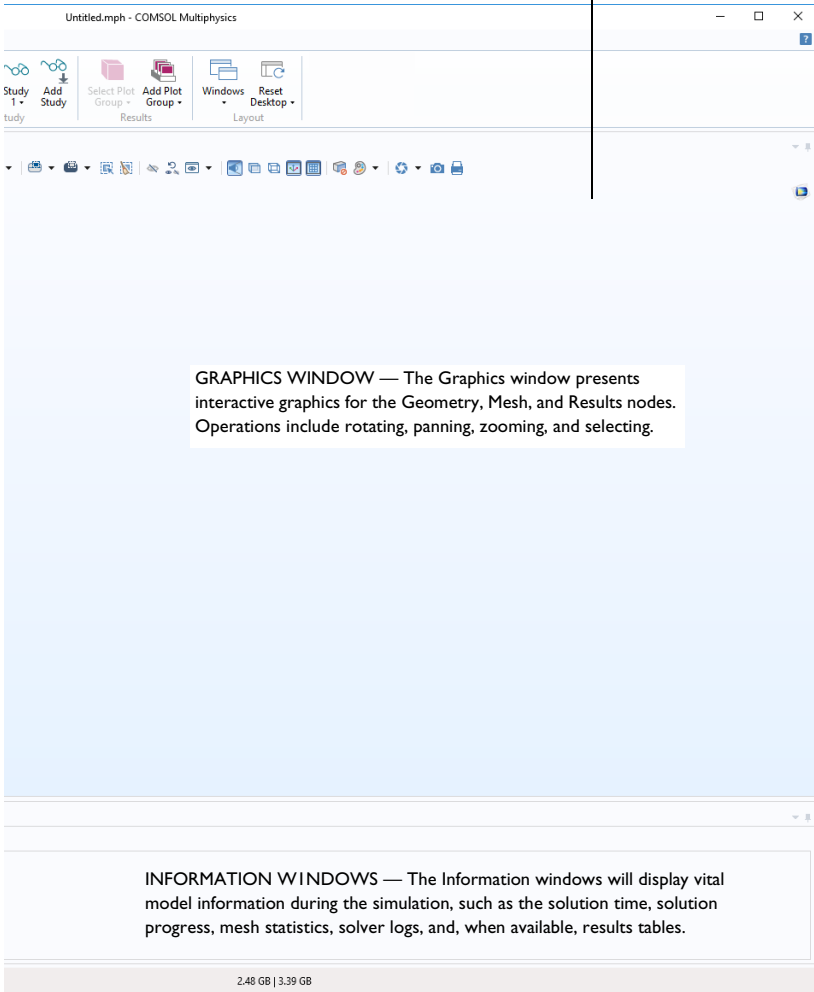 Untitled.mph - COMSOL Multiphysics
?
Study Add Select Plot Add Plot Windows Reset
1 Study Group Group Desktop
tudy Results Layout
GRAPHICS WINDOW — The Graphics window presents
interactive graphics for the Geometry, Mesh, and Results nodes.
Operations include rotating, panning, zooming, and selecting.
INFORMATION WINDOWS — The Information windows will display vital
model information during the simulation, such as the solution time, solution
progress, mesh statistics, solver logs, and, when available, results tables.
2.48 GB | 3.39 GB